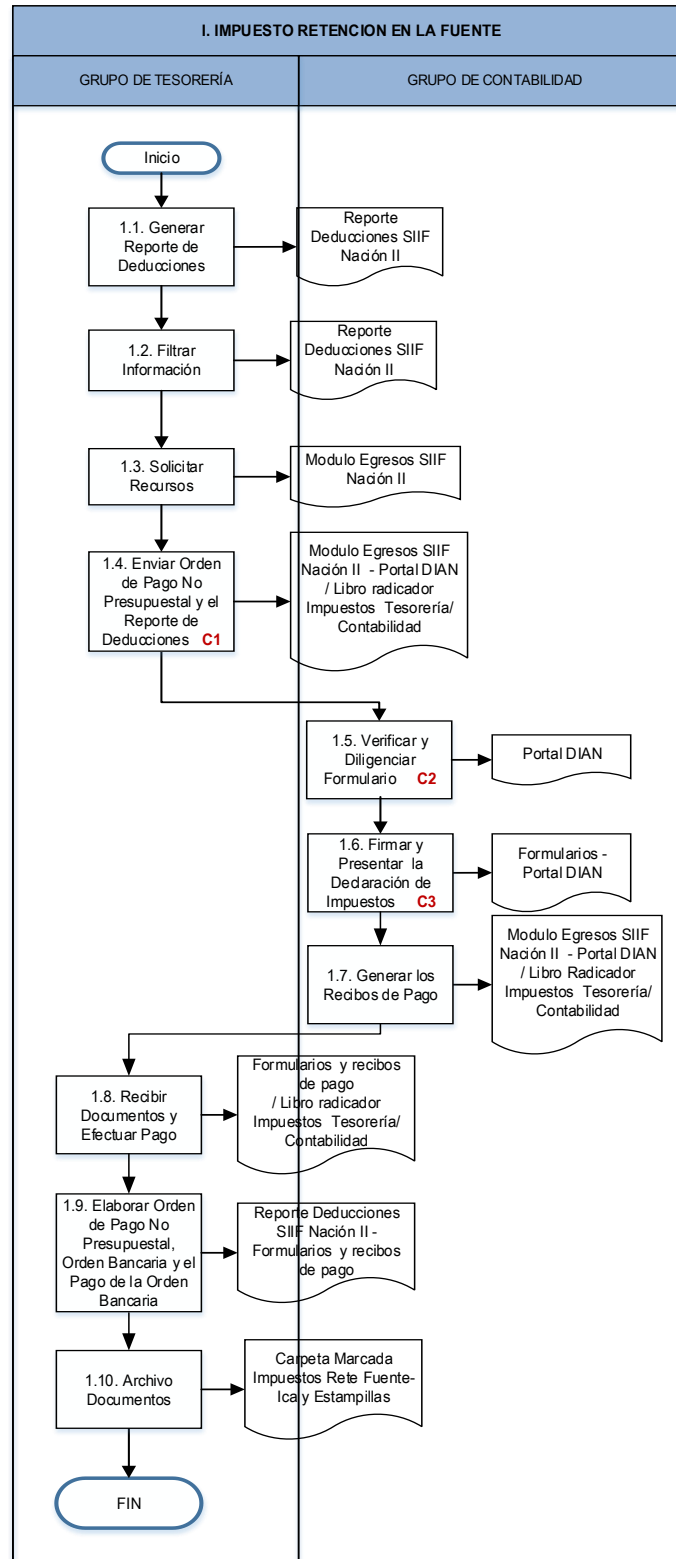 I. IMPUESTO RETENCION EN LA FUENTE
GRUPO DE TESORERÍA
GRUPO DE CONTABILIDAD
Inicio
1.1. Generar
Reporte de
Deducciones
Reporte
Deducciones SIIF
Nación II
1.2. Filtrar
Información
Reporte
Deducciones SIIF
Nación II
1.3. Solicitar
Recursos
Modulo Egresos SIIF
Nación II
1.4. Enviar Orden
de Pago No
Presupuestal y el
Reporte de
Deducciones C1
Modulo Egresos SIIF
Nación II - Portal DIAN
/ Libro radicador
Impuestos Tesorería/
Contabilidad
1.5. Verificar y
Diligenciar
Formulario C2
Portal DIAN
1.6. Firmar y
Presentar la
Declaración de
Impuestos C3
Formularios -
Portal DIAN
1.7. Generar los
Recibos de Pago
Modulo Egresos SIIF
Nación II - Portal DIAN
/ Libro Radicador
Impuestos Tesorería/
Contabilidad
1.8. Recibir
Documentos y
Efectuar Pago
Formularios y recibos
de pago
/ Libro radicador
Impuestos Tesorería/
Contabilidad
1.9. Elaborar Orden
de Pago No
Presupuestal,
Orden Bancaria y el
Pago de la Orden
Bancaria
Reporte Deducciones
SIIF Nación II -
Formularios y recibos
de pago
1.10. Archivo
Documentos
Carpeta Marcada
Impuestos Rete Fuente-
Ica y Estampillas
FIN